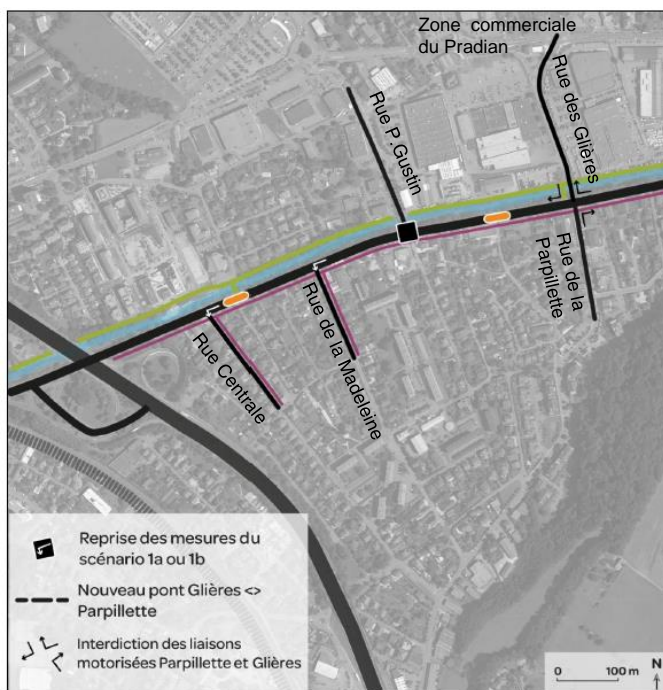 Zone commerciale
du Pradian
Rue des Glières
Rue P.Gustin
Rue de la
Parpillette
Rue de la Madeleine
Rue Centrale
Reprise des mesures du
scénario 1a ou 1b
Nouveau pont Glières <>
Parpillette
Interdiction des liaisons
motorisées Parpillette et Glières
0 100 m N